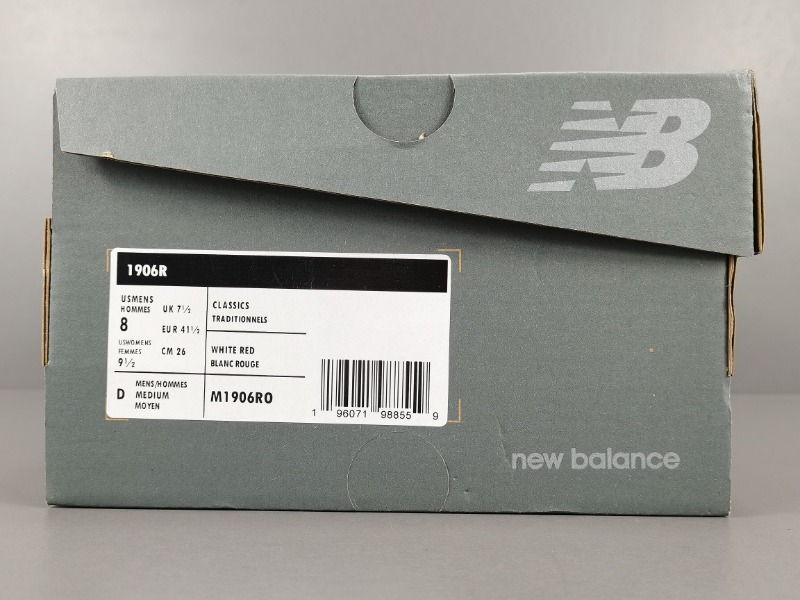 NB
1906R
USMENS
HOMMES
8
UK 7½
EUR 41½
USWOMENS
FEMMES
9½
CM 26
CLASSICS
TRADITIONNELS
WHITE RED
BLANC ROUGE
D
MENS/HOMMES
MEDIUM
MOYEN
M1906RO
1 96071 98855 9
new balance